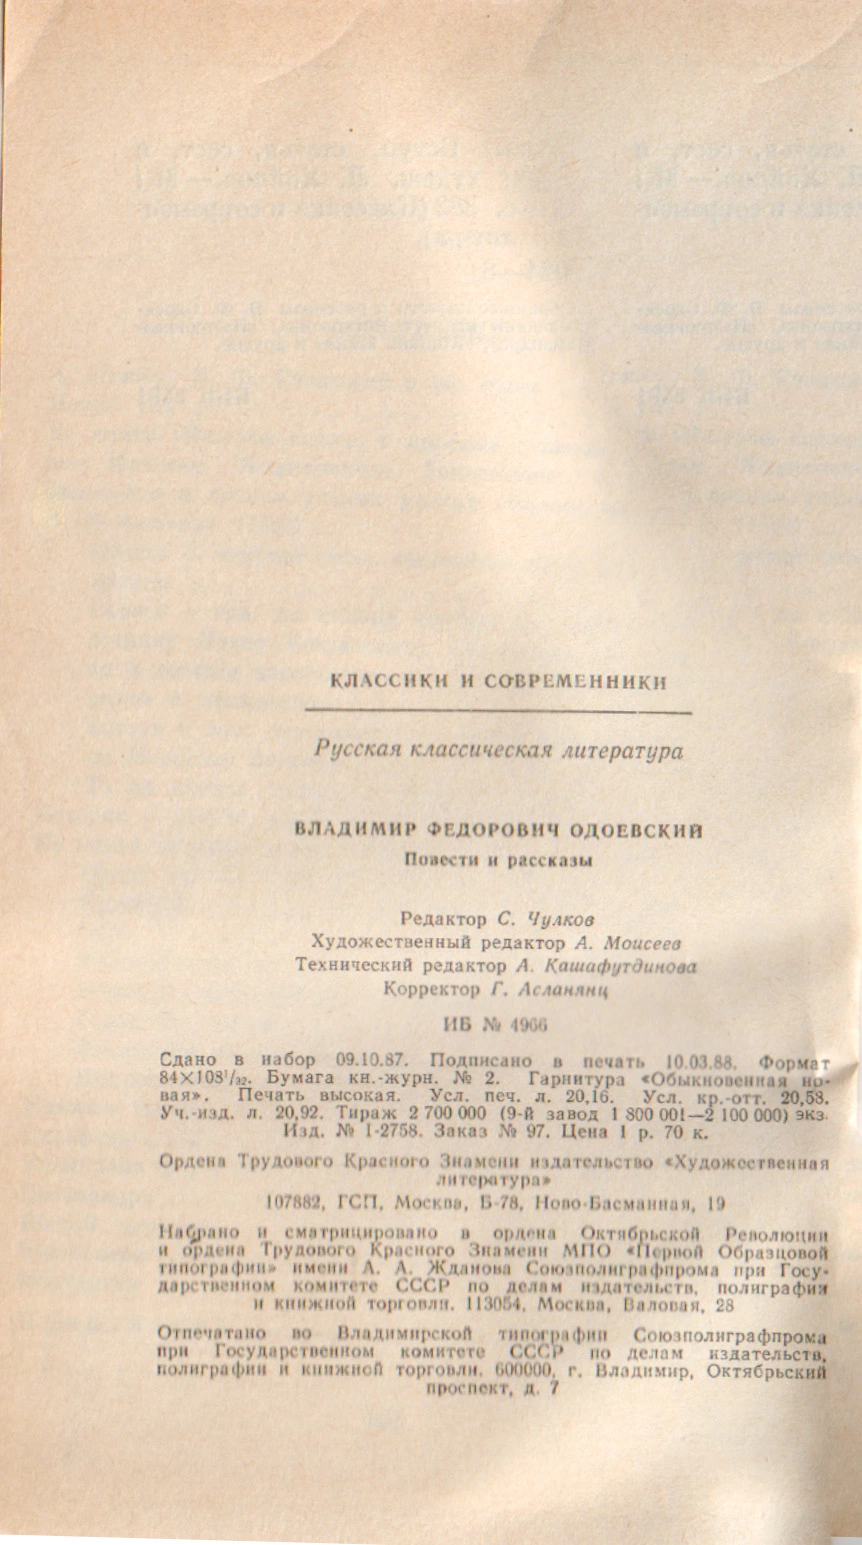 КЛАССИКИ И СОВРЕМЕННИКИ
Русская классическая литература
ВЛАДИМИР ФЕДОРОВИЧ ОДОЕВСКИЙ
Повести и рассказы
Редактор С. Чулков
Художественный редактор А. Моисеев
Технический редактор А. Кашафутдинова
Корректор Г. Асланянц
ИБ № 4966
Сдано в набор 09.10.87. Подписано в печать 10.03.88. Формат
84×108¹/₃₂. Бумага кн.-журн. № 2. Гарнитура «Обыкновенная но-
вая». Печать высокая. Усл. печ. л. 20,16. Усл. кр.-отт. 20,58.
Уч.-изд. л. 20,92. Тираж 2 700 000 (9-й завод 1 800 001—2 100 000) экз.
Изд. № 1-2758. Заказ № 97. Цена 1 р. 70 к.
Ордена Трудового Красного Знамени издательство «Художественная
литература»
107882, ГСП, Москва, Б-78, Ново-Басманная, 19
Набрано и сматрицировано в ордена Октябрьской Революции
и ордена Трудового Красного Знамени МПО «Первой Образцовой
типографии» имени А. А. Жданова Союзполиграфпрома при Госу-
дарственном комитете СССР по делам издательств, полиграфии
и книжной торговли. 113054, Москва, Валовая, 28
Отпечатано во Владимирской типографии Союзполиграфпрома
при Государственном комитете СССР по делам издательств,
полиграфии и книжной торговли. 600000, г. Владимир, Октябрьский
проспект, д. 7